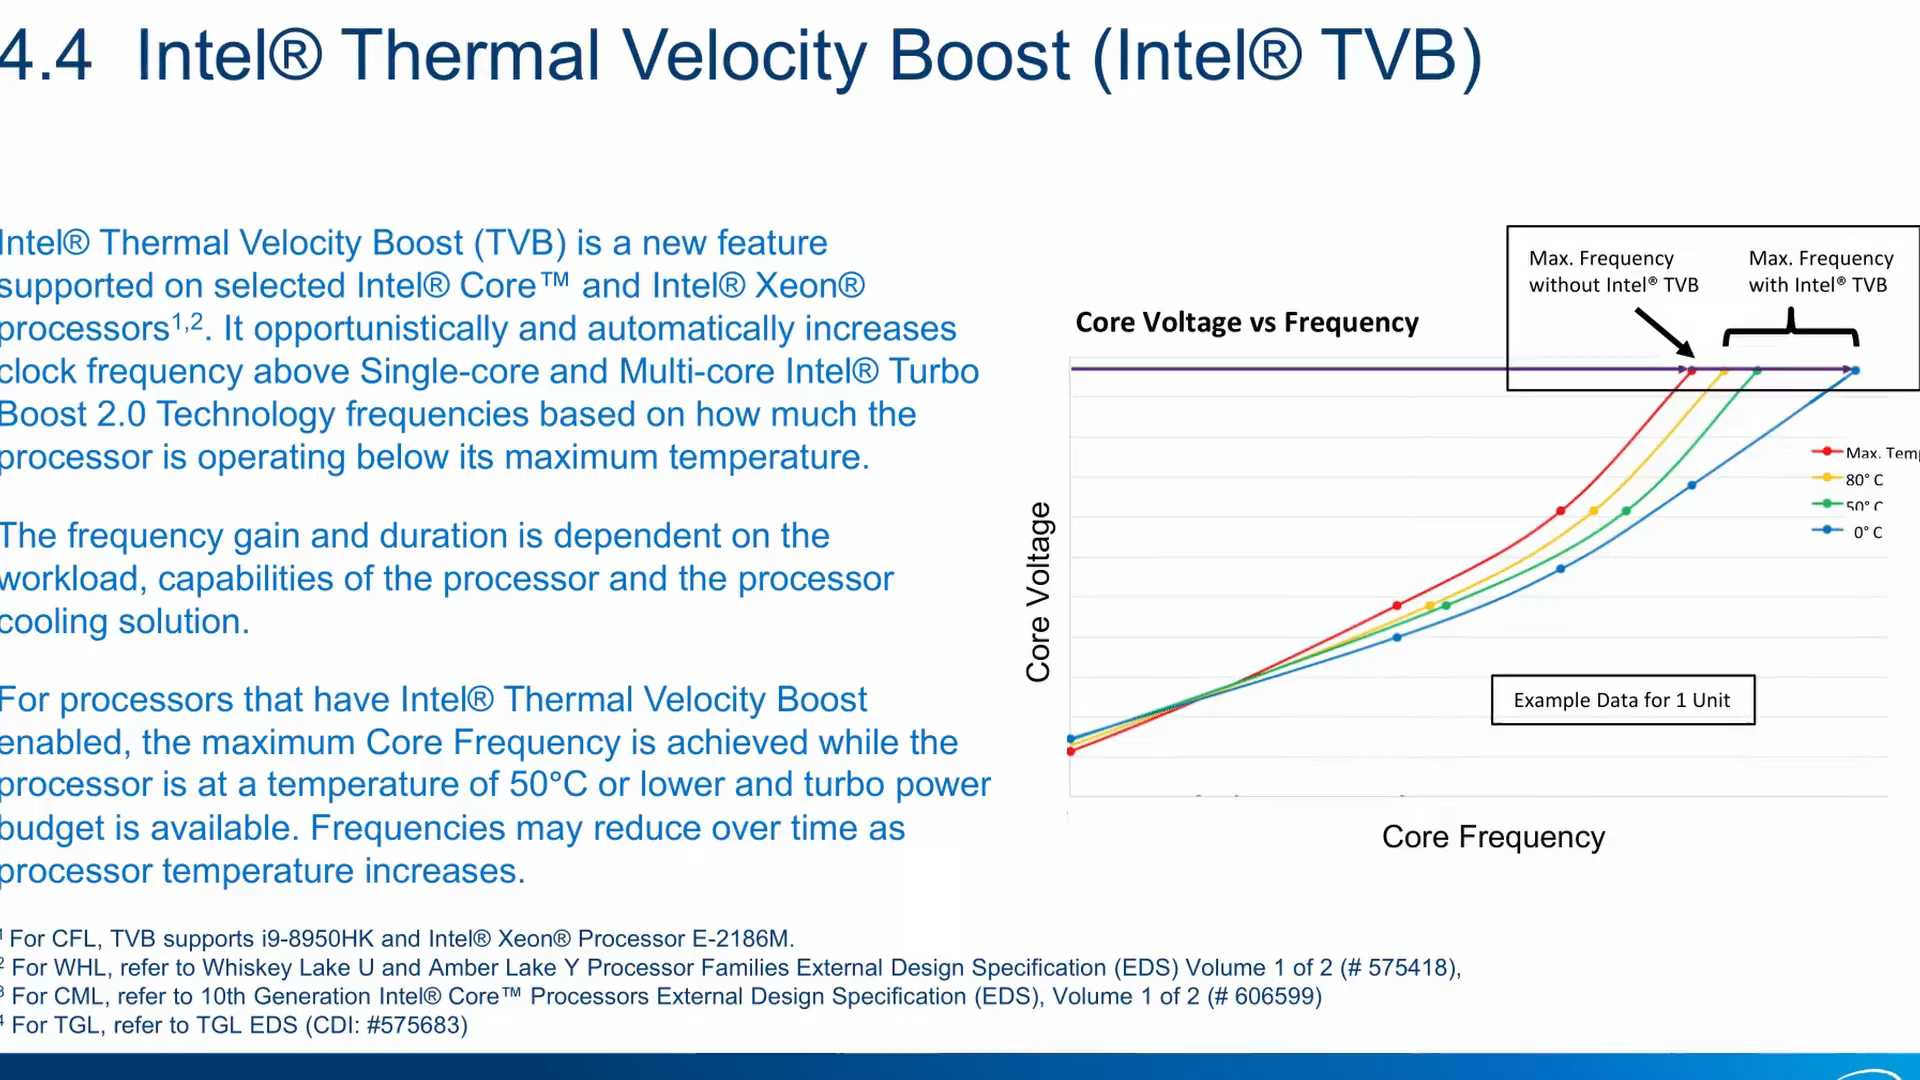 4.4 Intel® Thermal Velocity Boost (Intel® TVB)
Intel® Thermal Velocity Boost (TVB) is a new feature
supported on selected Intel® Core™ and Intel® Xeon®
processors1,2. It opportunistically and automatically increases
clock frequency above Single-core and Multi-core Intel® Turbo
Boost 2.0 Technology frequencies based on how much the
processor is operating below its maximum temperature.
The frequency gain and duration is dependent on the
workload, capabilities of the processor and the processor
cooling solution.
For processors that have Intel® Thermal Velocity Boost
enabled, the maximum Core Frequency is achieved while the
processor is at a temperature of 50°C or lower and turbo power
budget is available. Frequencies may reduce over time as
processor temperature increases.
Max. Frequency
without Intel® TVB
Max. Frequency
with Intel® TVB
Core Voltage vs Frequency
Max. Temp
80° C
50° C
0° C
Core Voltage
Example Data for 1 Unit
Core Frequency
1 For CFL, TVB supports i9-8950HK and Intel® Xeon® Processor E-2186M.
2 For WHL, refer to Whiskey Lake U and Amber Lake Y Processor Families External Design Specification (EDS) Volume 1 of 2 (# 575418),
3 For CML, refer to 10th Generation Intel® Core™ Processors External Design Specification (EDS), Volume 1 of 2 (# 606599)
4 For TGL, refer to TGL EDS (CDI: #575683)